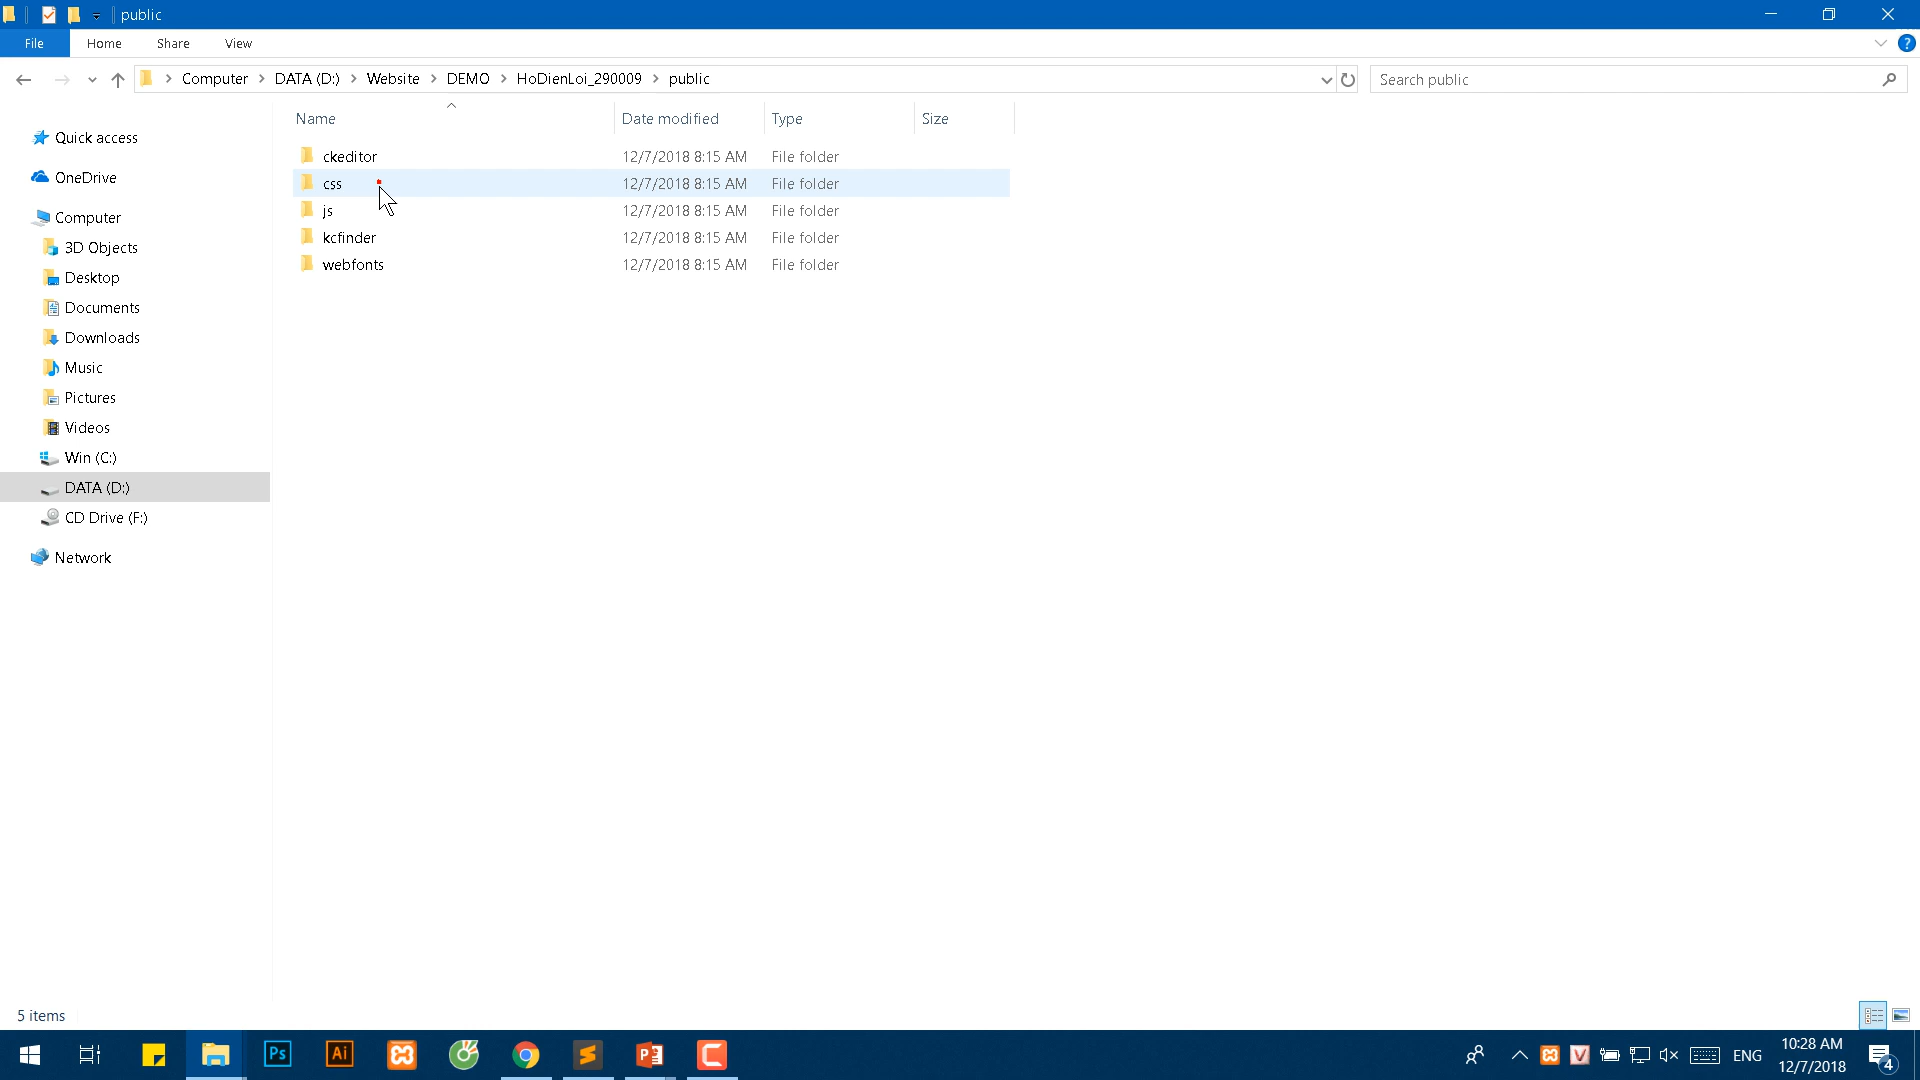 public
File Home Share View
Computer DATA (D:) Website DEMO HoDienLoi_290009 public
Search public
Name Date modified Type Size
ckeditor 12/7/2018 8:15 AM File folder
css 12/7/2018 8:15 AM File folder
js 12/7/2018 8:15 AM File folder
kcfinder 12/7/2018 8:15 AM File folder
webfonts 12/7/2018 8:15 AM File folder
Quick access
OneDrive
Computer
3D Objects
Desktop
Documents
Downloads
Music
Pictures
Videos
Win (C:)
DATA (D:)
CD Drive (F:)
Network
5 items
Ps Ai
ENG
10:28 AM
12/7/2018
4